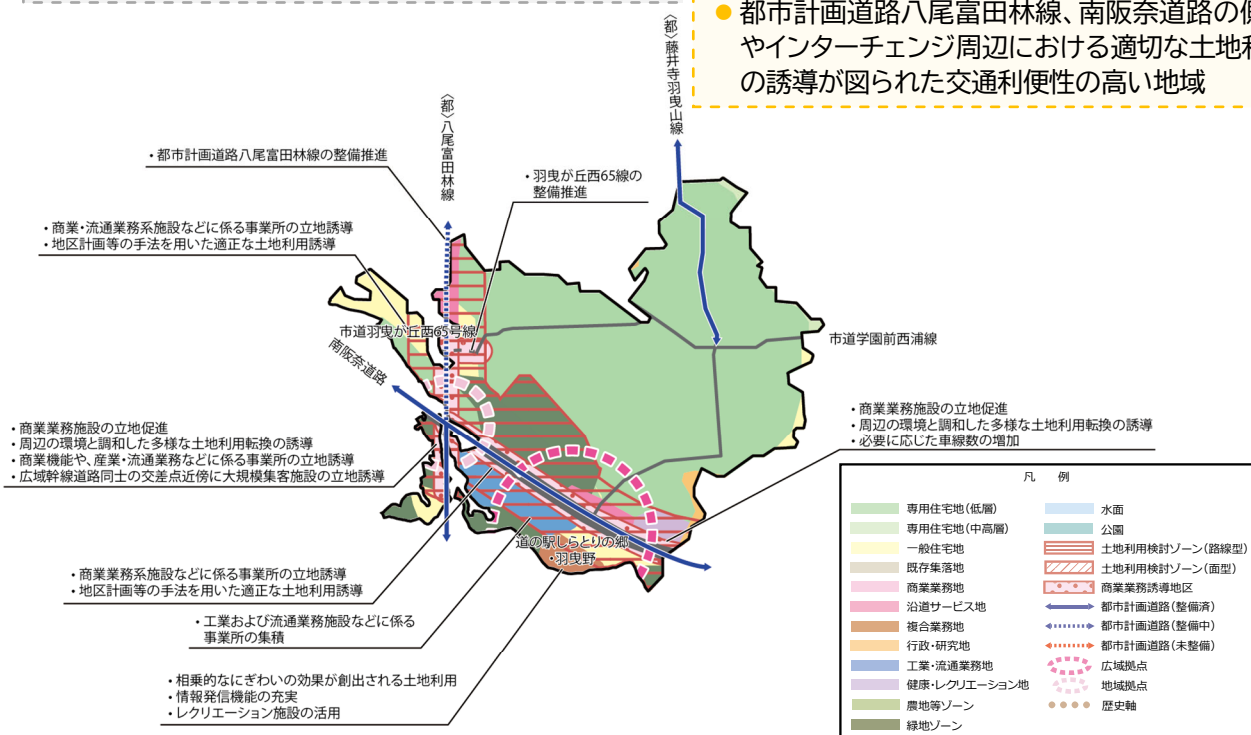 ● 都市計画道路八尾富田林線、南阪奈道路の
やインターチェンジ周辺における適切な土地
の誘導が図られた交通利便性の高い地域
〈都〉藤井寺羽曳山線
〈都〉八尾富田林線
・都市計画道路八尾富田林線の整備推進
・羽曳が丘西65線の
整備推進
・商業・流通業務系施設などに係る事業所の立地誘導
・地区計画等の手法を用いた適正な土地利用誘導
市道羽曳が丘西65号線
市道学園前西浦線
南阪奈道路
・商業業務施設の立地促進
・周辺の環境と調和した多様な土地利用転換の誘導
・商業機能や、産業・流通業務などに係る事業所の立地誘導
・広域幹線道路同士の交差点近傍に大規模集客施設の立地誘導
・商業業務施設の立地促進
・周辺の環境と調和した多様な土地利用転換の誘導
・必要に応じた車線数の増加
道の駅しらとりの郷
・羽曳野
・商業業務系施設などに係る事業所の立地誘導
・地区計画等の手法を用いた適正な土地利用誘導
・工業および流通業務施設などに係る
事業所の集積
・相乗的なにぎわいの効果が創出される土地利用
・情報発信機能の充実
・レクリエーション施設の活用
凡 例
専用住宅地(低層)
専用住宅地(中高層)
一般住宅地
既存集落地
商業業務地
沿道サービス地
複合業務地
行政・研究地
工業・流通業務地
健康・レクリエーション地
農地等ゾーン
緑地ゾーン
水面
公園
土地利用検討ゾーン(路線型)
土地利用検討ゾーン(面型)
商業業務誘導地区
都市計画道路(整備済)
都市計画道路(整備中)
都市計画道路(未整備)
広域拠点
地域拠点
歴史軸